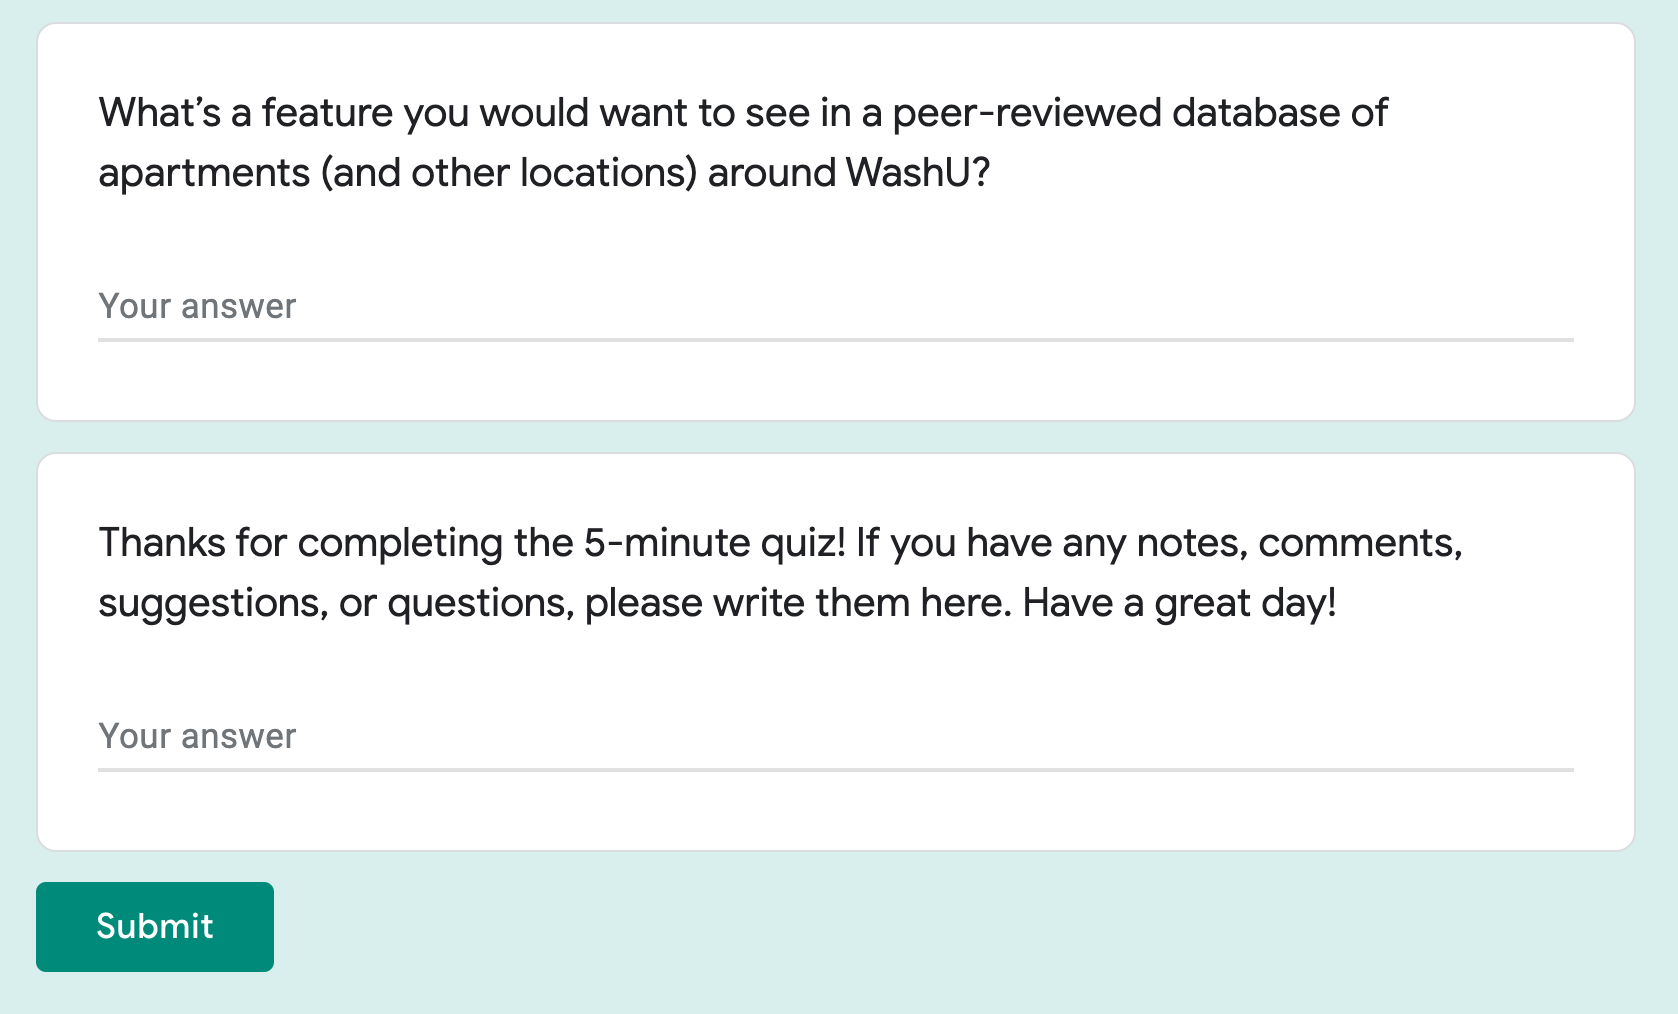 What’s a feature you would want to see in a peer-reviewed database of
apartments (and other locations) around WashU?
Your answer
Thanks for completing the 5-minute quiz! If you have any notes, comments,
suggestions, or questions, please write them here. Have a great day!
Your answer
Submit